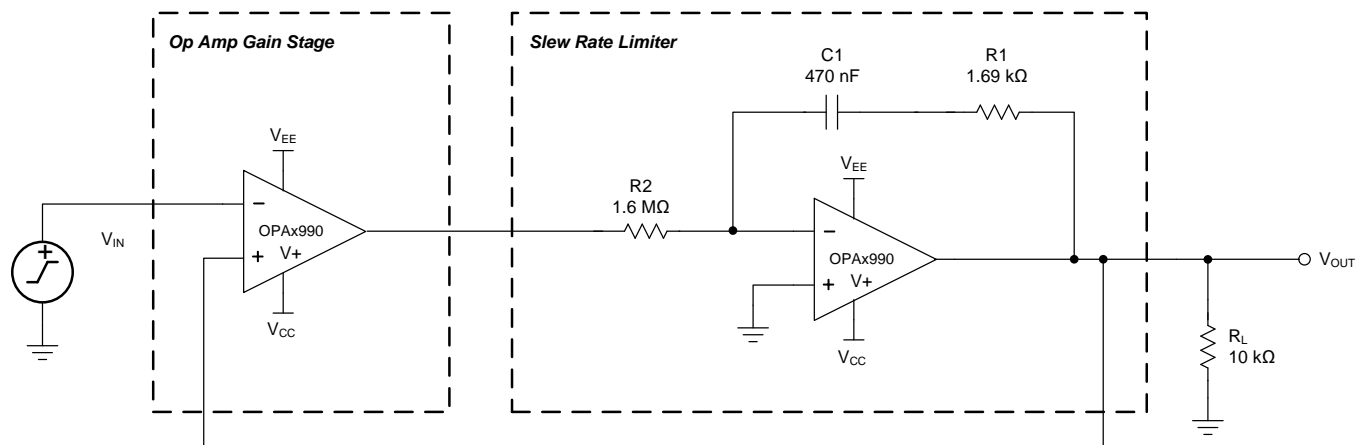 Op Amp Gain Stage
Slew Rate Limiter
C1
470 nF
R1
1.69 kΩ
VEE
VEE
R2
1.6 MΩ
–
OPAx990
+
V+
VIN
+
–
OPAx990
+
V+
VOUT
VCC
VCC
RL
10 kΩ